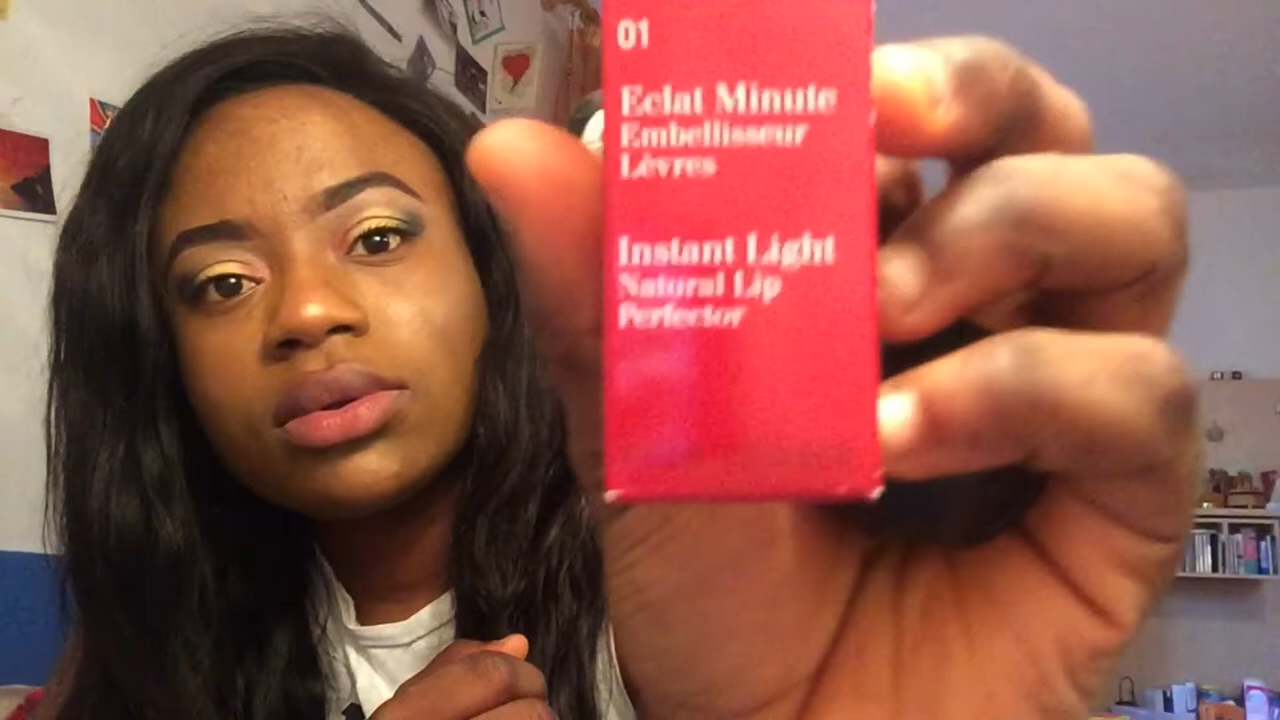 01
Eclat Minute
Embellisseur
Lèvres
Instant Light
Natural Lip
Perfector